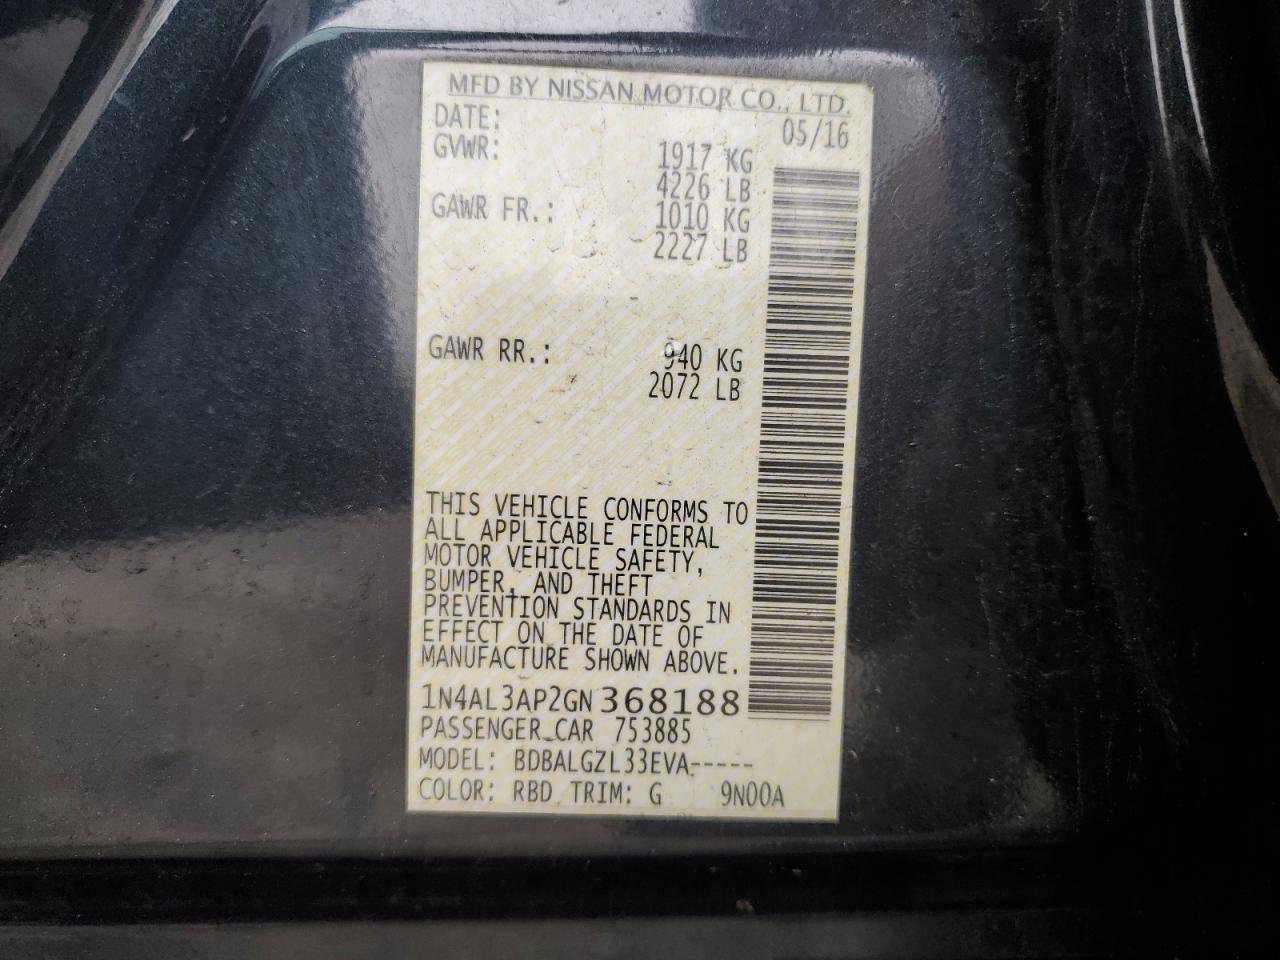 MFD BY NISSAN MOTOR CO., LTD.
DATE: 05/16
GVWR: 1917 KG
4226 LB
GAWR FR.: 1010 KG
2227 LB
GAWR RR.: 940 KG
2072 LB
THIS VEHICLE CONFORMS TO
ALL APPLICABLE FEDERAL
MOTOR VEHICLE SAFETY,
BUMPER, AND THEFT
PREVENTION STANDARDS IN
EFFECT ON THE DATE OF
MANUFACTURE SHOWN ABOVE.
1N4AL3AP2GN368188
PASSENGER CAR 753885
MODEL: BDBALGZL33EVA-----
COLOR: RBD TRIM: G 9N00A